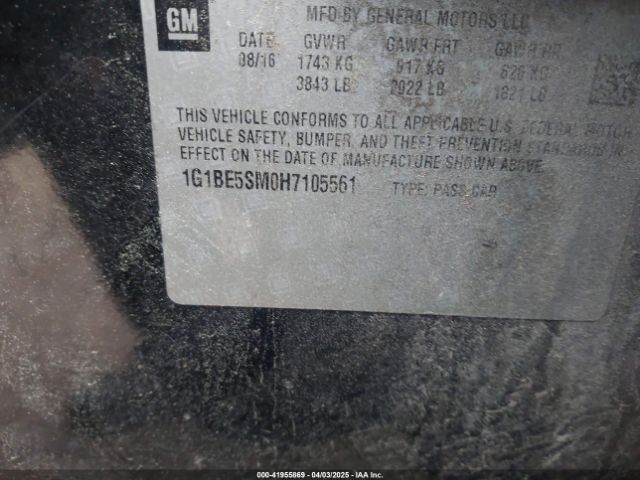 GM
MFD BY GENERAL MOTORS LLC
DATE GVWR GAWR FRT GAWR RR
08/16 1743 KG 917 KG 826 KG
3843 LB 2022 LB 1821 LB
THIS VEHICLE CONFORMS TO ALL APPLICABLE U.S. FEDERAL MOTOR
VEHICLE SAFETY, BUMPER, AND THEFT PREVENTION STANDARDS IN
EFFECT ON THE DATE OF MANUFACTURE SHOWN ABOVE.
1G1BE5SM0H7105561 TYPE: PASS CAR
000-41955869 | 04/03/2025 - IAA Inc.